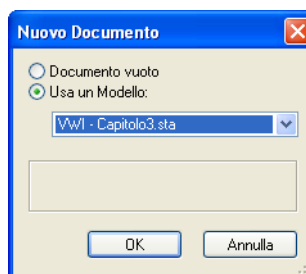 Nuovo Documento
Documento vuoto
Usa un Modello:
VWI - Capitolo3.sta
OK
Annulla